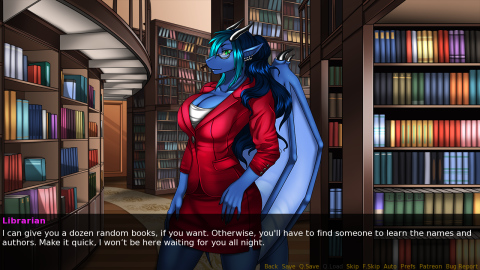 Librarian
I can give you a dozen random books, if you want. Otherwise, you'll have to find someone to learn the names and
authors. Make it quick, I won't be here waiting for you all night.
Back Save Q.Save Q.Load Skip F.Skip Auto Prefs Patreon Bug Report